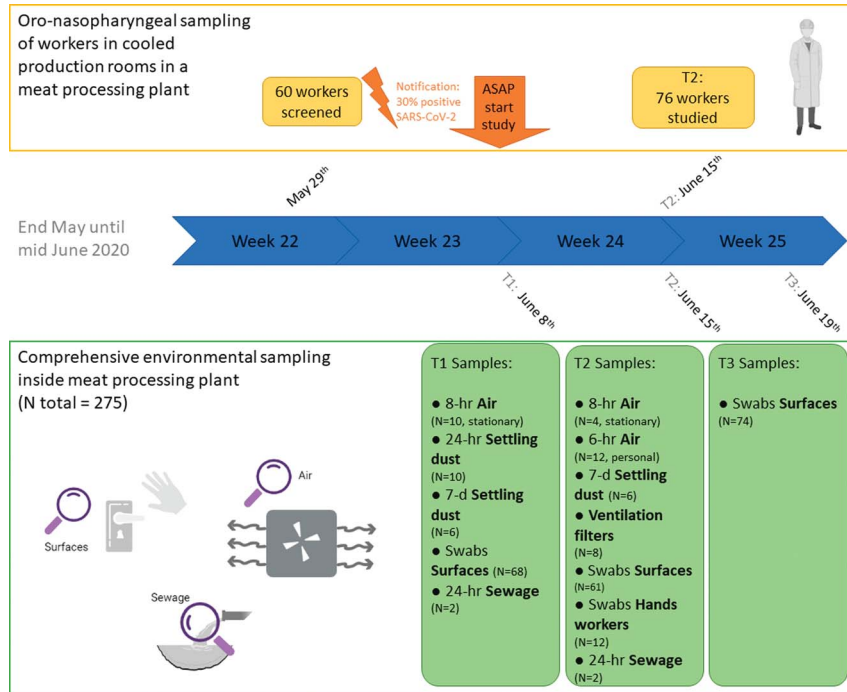 Oro-nasopharyngeal sampling
of workers in cooled
production rooms in a
meat processing plant
60 workers
screened
Notification:
30% positive
SARS-CoV-2
ASAP
start
study
T2:
76 workers
studied
May 29th
T2: June 15th
End May until
mid June 2020
Week 22
Week 23
Week 24
Week 25
T1: June 8th
T2: June 15th
T3: June 19th
Comprehensive environmental sampling
inside meat processing plant
(N total = 275)
Surfaces
Air
Sewage
T1 Samples:
● 8-hr Air
(N=10, stationary)
● 24-hr Settling
dust
(N=10)
● 7-d Settling
dust
(N=6)
● Swabs
Surfaces (N=68)
● 24-hr Sewage
(N=2)
T2 Samples:
● 8-hr Air
(N=4, stationary)
● 6-hr Air
(N=12, personal)
● 7-d Settling
dust (N=6)
● Ventilation
filters
(N=8)
● Swabs Surfaces
(N=61)
● Swabs Hands
workers
(N=12)
● 24-hr Sewage
(N=2)
T3 Samples:
● Swabs Surfaces
(N=74)